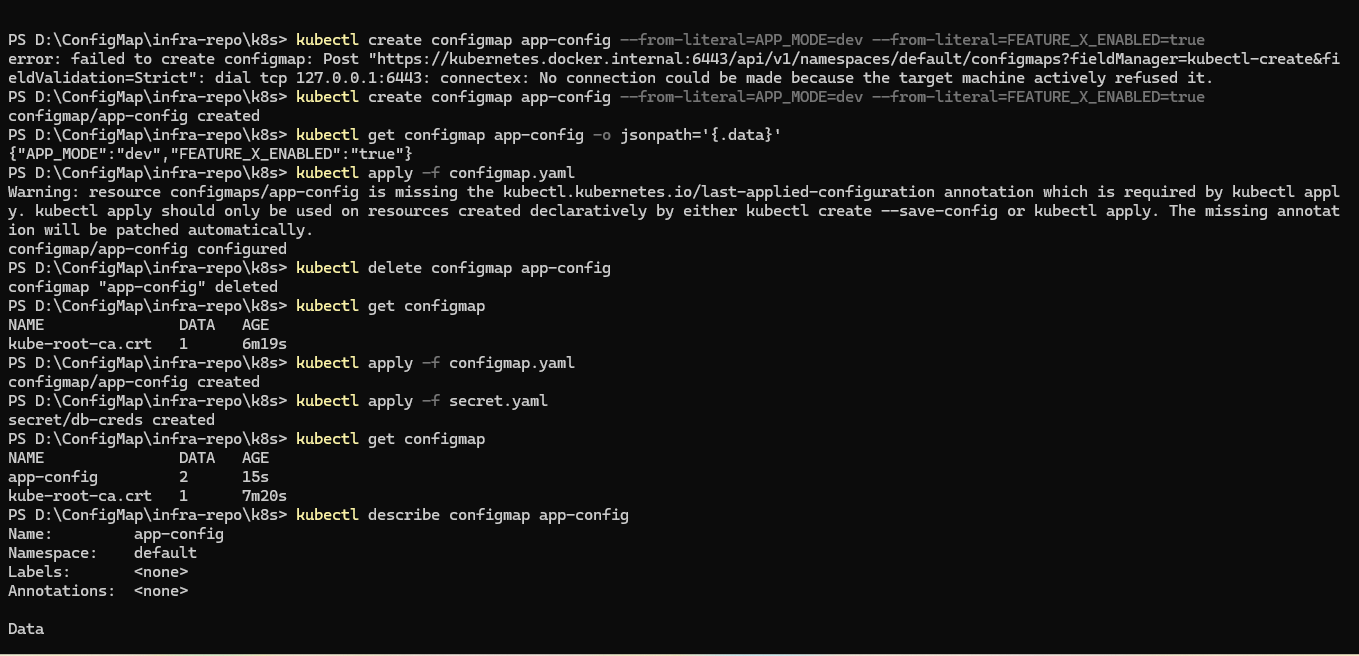 PS D:\ConfigMap\infra-repo\k8s> kubectl create configmap app-config --from-literal=APP_MODE=dev --from-literal=FEATURE_X_ENABLED=true
error: failed to create configmap: Post "https://kubernetes.docker.internal:6443/api/v1/namespaces/default/configmaps?fieldManager=kubectl-create&fi
eldValidation=Strict": dial tcp 127.0.0.1:6443: connectex: No connection could be made because the target machine actively refused it.
PS D:\ConfigMap\infra-repo\k8s> kubectl create configmap app-config --from-literal=APP_MODE=dev --from-literal=FEATURE_X_ENABLED=true
configmap/app-config created
PS D:\ConfigMap\infra-repo\k8s> kubectl get configmap app-config -o jsonpath='{.data}'
{"APP_MODE":"dev","FEATURE_X_ENABLED":"true"}
PS D:\ConfigMap\infra-repo\k8s> kubectl apply -f configmap.yaml
Warning: resource configmaps/app-config is missing the kubectl.kubernetes.io/last-applied-configuration annotation which is required by kubectl appl
y. kubectl apply should only be used on resources created declaratively by either kubectl create --save-config or kubectl apply. The missing annotat
ion will be patched automatically.
configmap/app-config configured
PS D:\ConfigMap\infra-repo\k8s> kubectl delete configmap app-config
configmap "app-config" deleted
PS D:\ConfigMap\infra-repo\k8s> kubectl get configmap
NAME               DATA   AGE
kube-root-ca.crt   1      6m19s
PS D:\ConfigMap\infra-repo\k8s> kubectl apply -f configmap.yaml
configmap/app-config created
PS D:\ConfigMap\infra-repo\k8s> kubectl apply -f secret.yaml
secret/db-creds created
PS D:\ConfigMap\infra-repo\k8s> kubectl get configmap
NAME               DATA   AGE
app-config         2      15s
kube-root-ca.crt   1      7m20s
PS D:\ConfigMap\infra-repo\k8s> kubectl describe configmap app-config
Name:         app-config
Namespace:    default
Labels:       <none>
Annotations:  <none>
Data